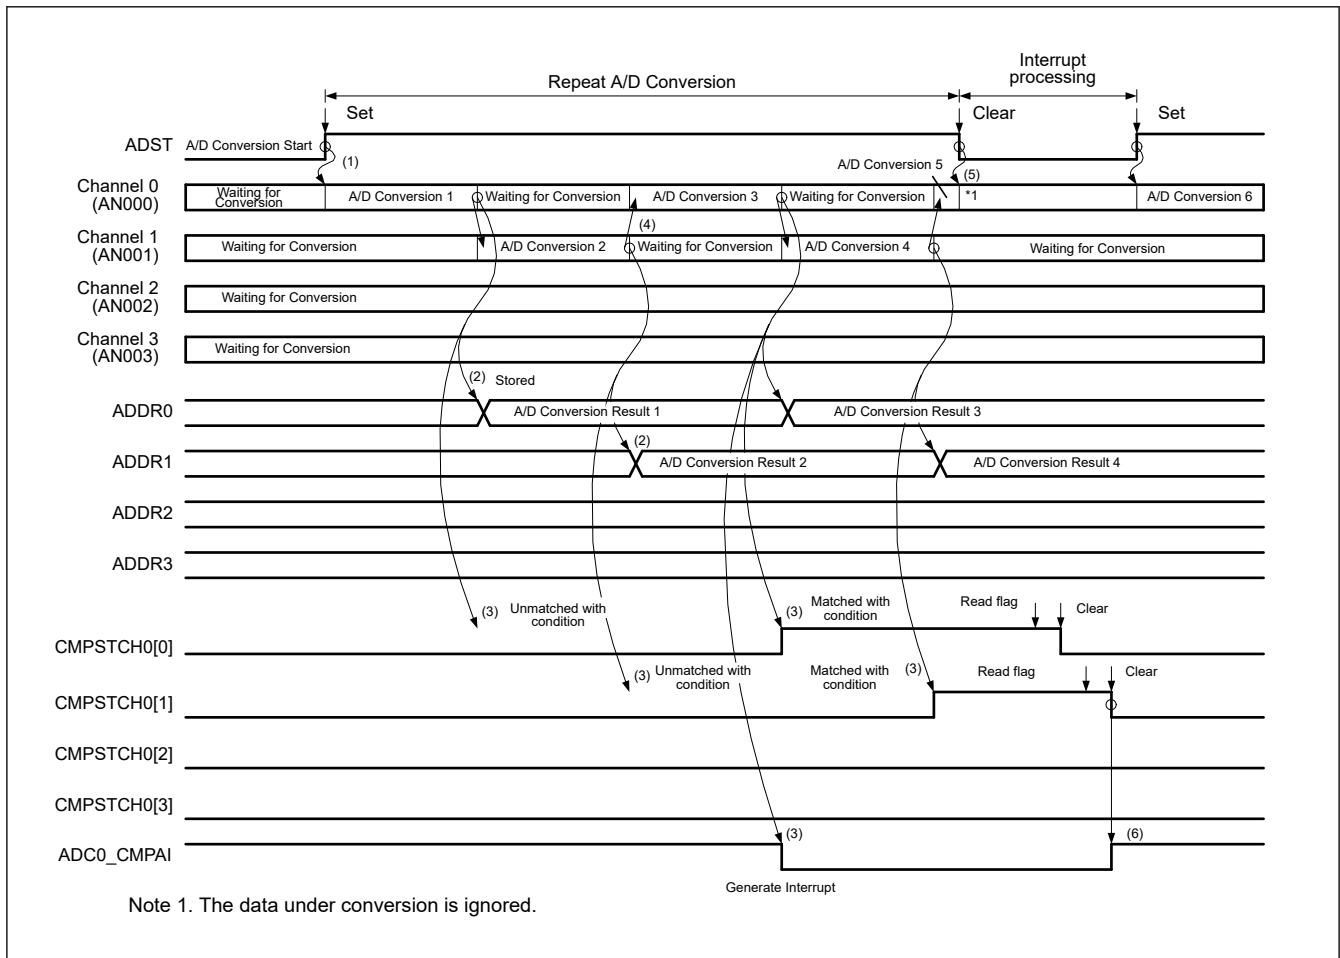 Interrupt
processing
Repeat A/D Conversion
Set
Clear
Set
ADST
A/D Conversion Start
(1)
A/D Conversion 5
(5)
Channel 0
(AN000)
Waiting for
Conversion
A/D Conversion 1
Waiting for Conversion
A/D Conversion 3
Waiting for Conversion
*1
A/D Conversion 6
(4)
Channel 1
(AN001)
Waiting for Conversion
A/D Conversion 2
Waiting for Conversion
A/D Conversion 4
Waiting for Conversion
Channel 2
(AN002)
Waiting for Conversion
Channel 3
(AN003)
Waiting for Conversion
(2) Stored
ADDR0
A/D Conversion Result 1
A/D Conversion Result 3
(2)
ADDR1
A/D Conversion Result 2
A/D Conversion Result 4
ADDR2
ADDR3
(3)
Unmatched with
condition
(3)
Matched with
condition
Read flag
Clear
CMPSTCH0[0]
(3)
Unmatched with
condition
Matched with
condition
(3)
Read flag
Clear
CMPSTCH0[1]
CMPSTCH0[2]
CMPSTCH0[3]
(3)
(6)
ADC0_CMPAI
Generate Interrupt
Note 1. The data under conversion is ignored.